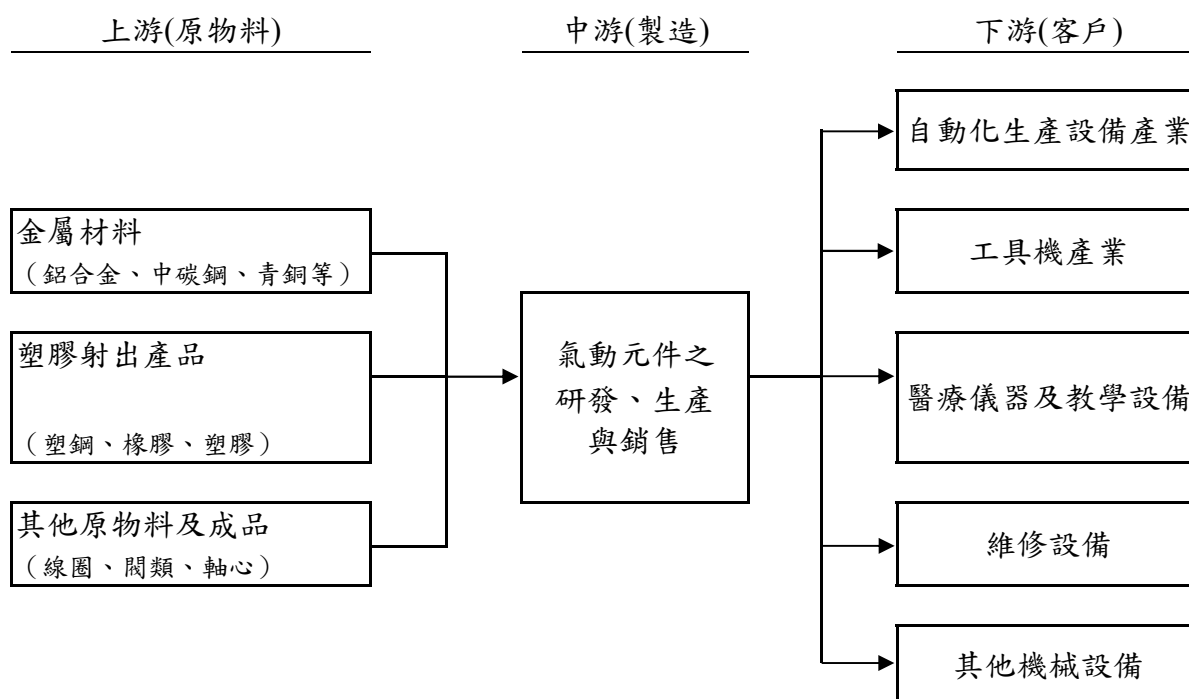 上游(原物料)
中游(製造)
下游(客戶)
金屬材料
（鋁合金、中碳鋼、青銅等）
塑膠射出產品
（塑鋼、橡膠、塑膠）
其他原物料及成品
（線圈、閥類、軸心）
氣動元件之
研發、生產
與銷售
自動化生產設備產業
工具機產業
醫療儀器及教學設備
維修設備
其他機械設備